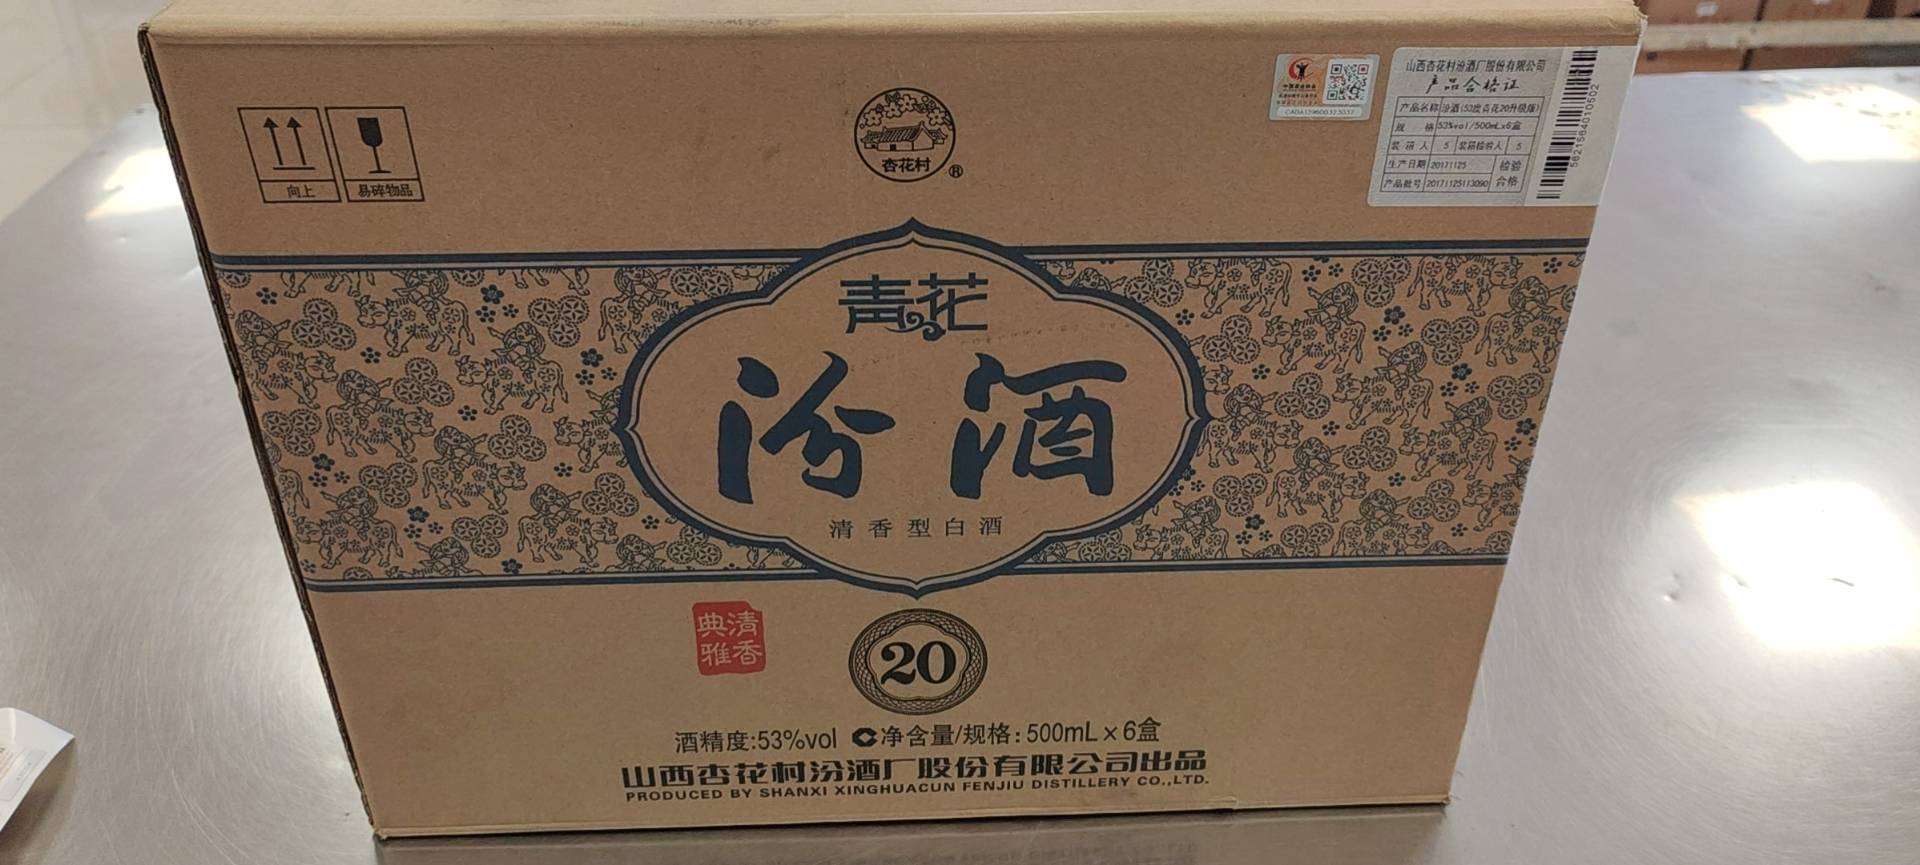 向上
易碎物品
杏花村
®
山西杏花村汾酒厂股份有限公司
产品合格证
产品名称 汾酒(53度青花20升级版)
规格 53%vol/500mLx6盒
装箱人 5 装箱检验人 5
生产日期 20171125 检验
产品批号 20171125113090 合格
青花
汾酒
清香型白酒
清香
典雅
20
酒精度:53%vol 净含量/规格:500mL×6盒
山西杏花村汾酒厂股份有限公司出品
PRODUCED BY SHANXI XINGHUACUN FENJIU DISTILLERY CO.,LTD.